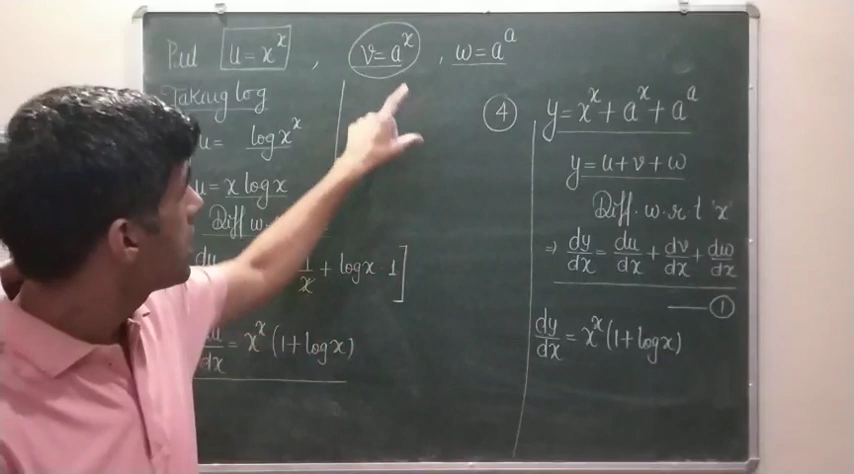 Put u = x^x , v = a^x , w = a^a
Taking log
u = log x^x
u = x log x
Diff w.
du 1/x + log x · 1]
du/dx = x^x (1 + log x)
④ y = x^x + a^x + a^a
y = u + v + w
Diff. w.r.t 'x'
⇒ dy/dx = du/dx + dv/dx + dw/dx
— ①
dy/dx = x^x (1 + log x)